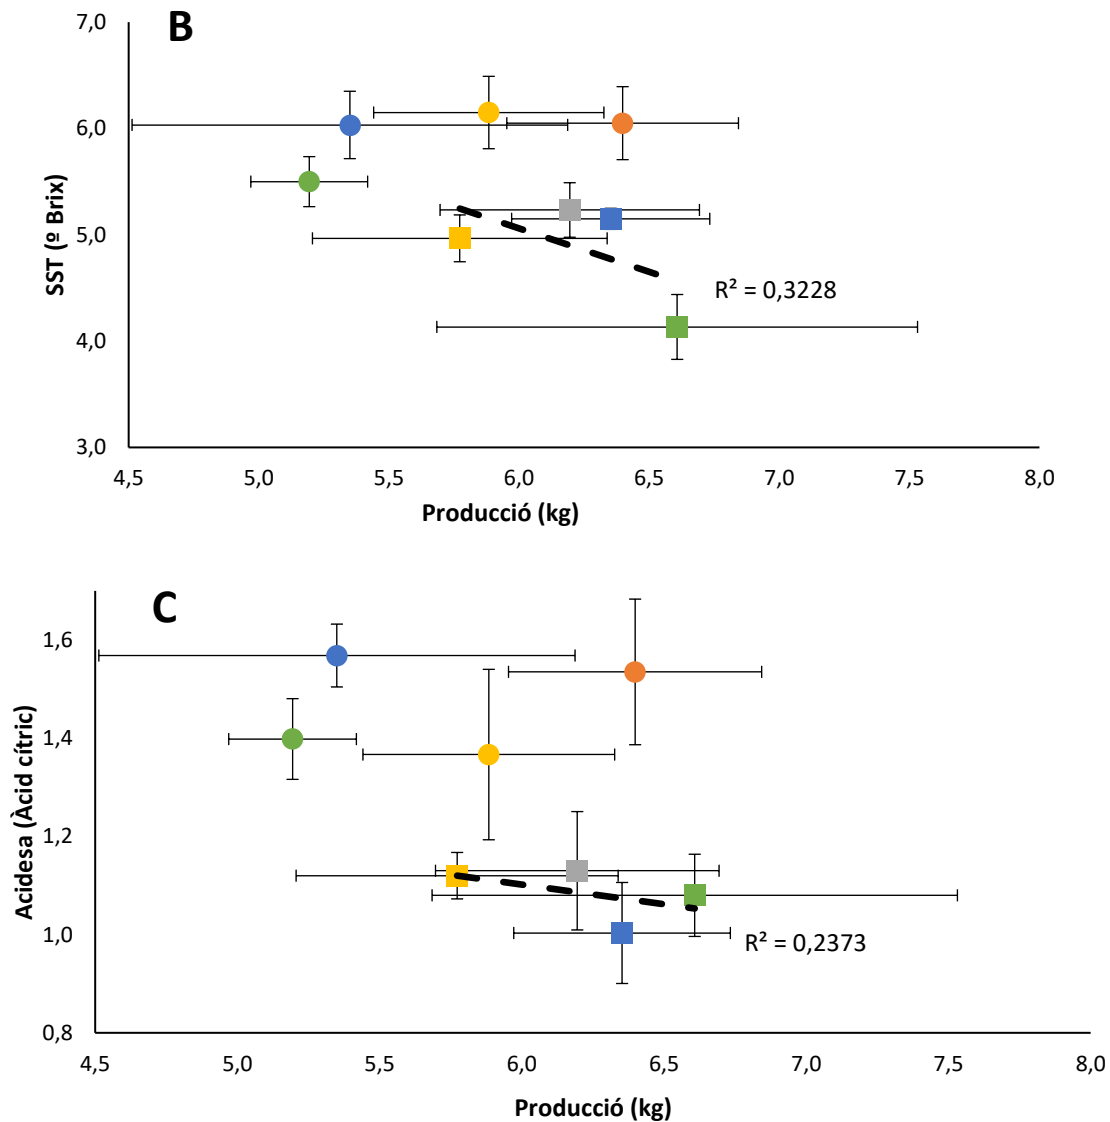 B
7,0
6,0
5,0
4,0
3,0
SST (º Brix)
R² = 0,3228
4,5 5,0 5,5 6,0 6,5 7,0 7,5 8,0
Producció (kg)
C
1,6
1,4
1,2
1,0
0,8
Acidesa (Àcid cítric)
R² = 0,2373
4,5 5,0 5,5 6,0 6,5 7,0 7,5 8,0
Producció (kg)